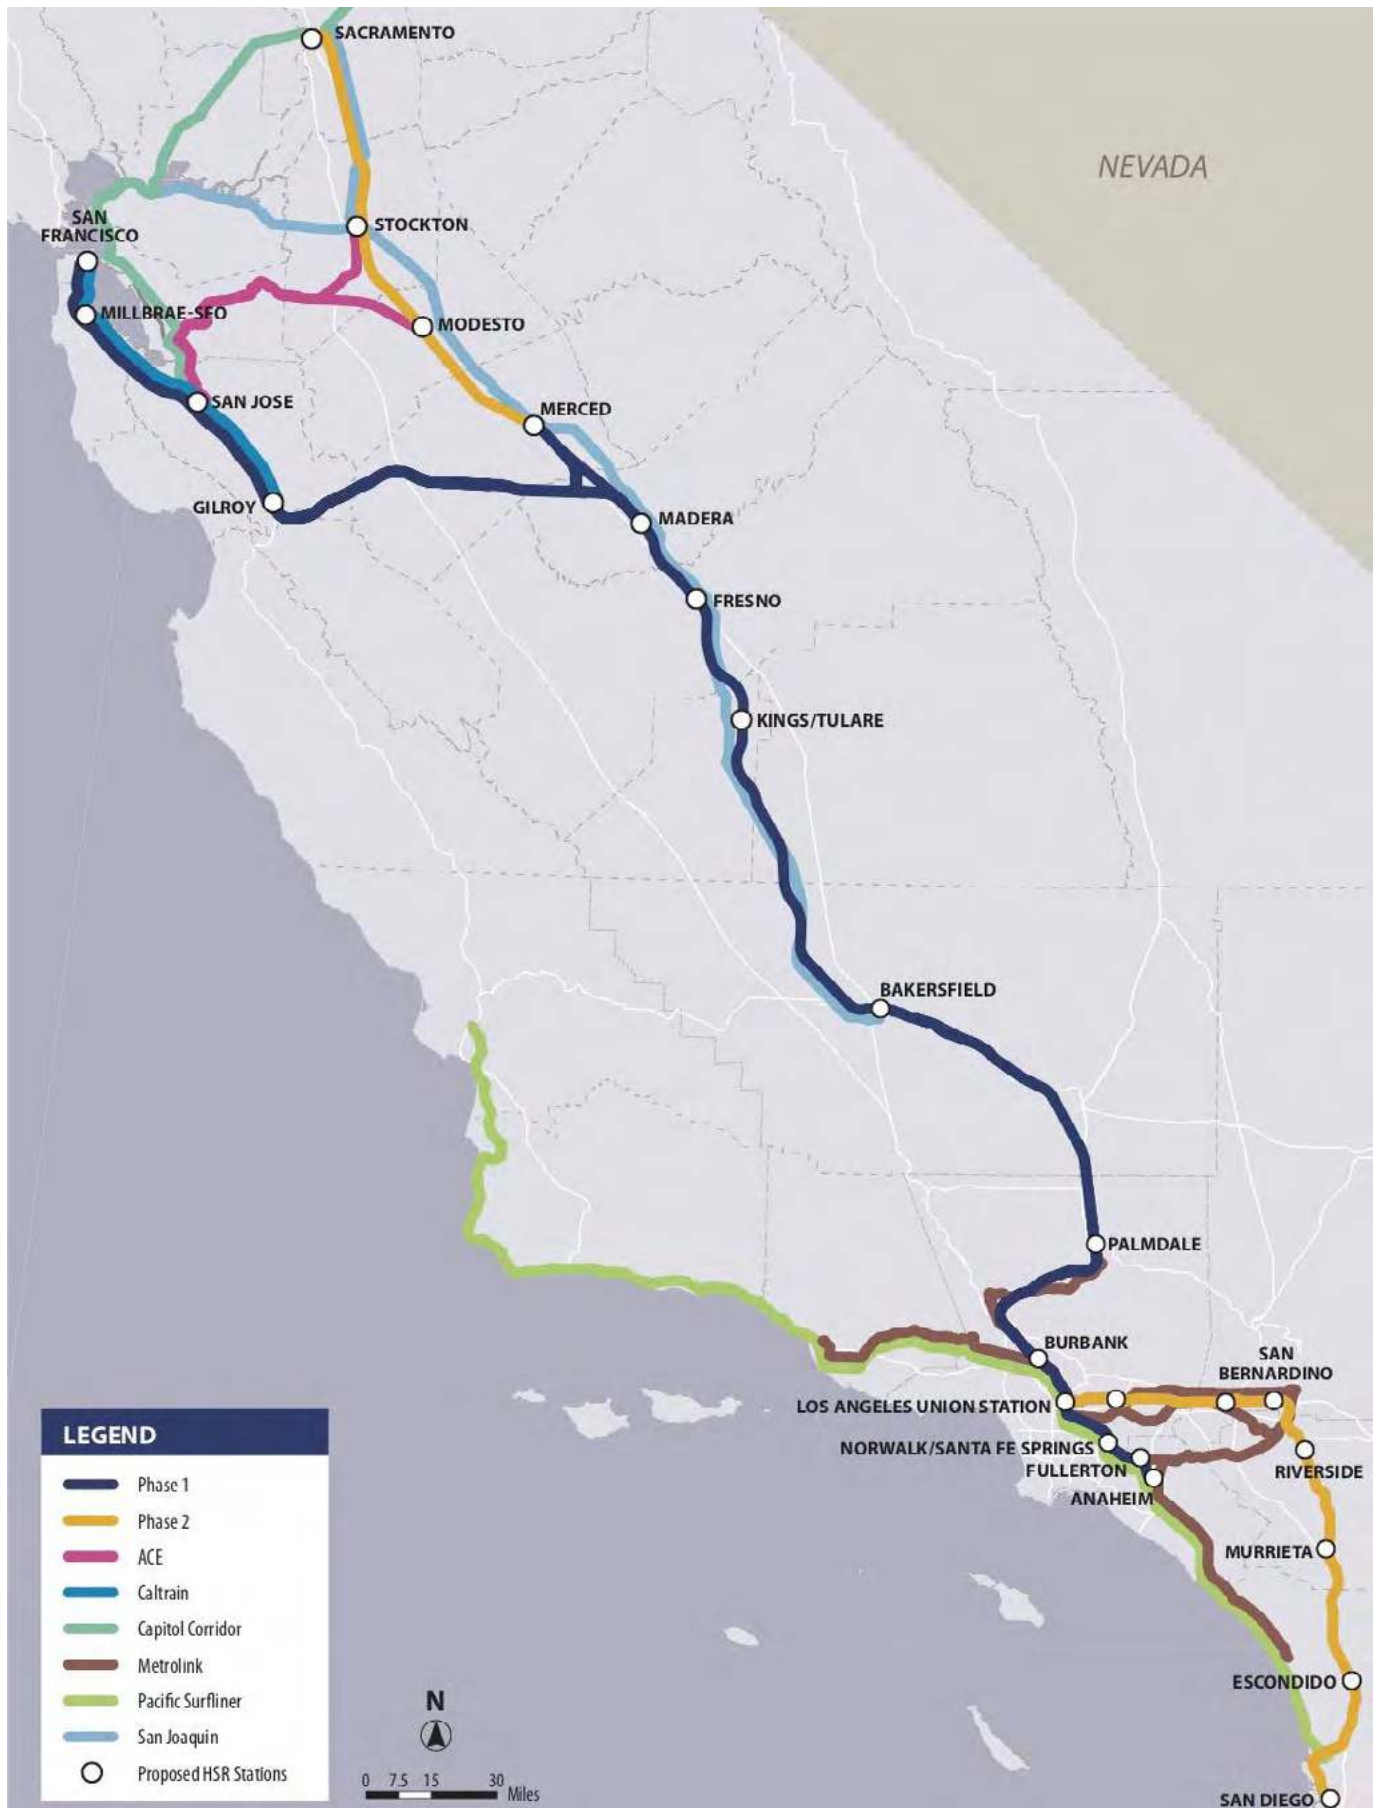 SACRAMENTO
NEVADA
SAN
FRANCISCO
STOCKTON
MILLBRAE-SFO
MODESTO
SAN JOSE
MERCED
GILROY
MADERA
FRESNO
KINGS/TULARE
BAKERSFIELD
PALMDALE
BURBANK
SAN
BERNARDINO
LOS ANGELES UNION STATION
NORWALK/SANTA FE SPRINGS
FULLERTON
RIVERSIDE
ANAHEIM
MURRIETA
ESCONDIDO
SAN DIEGO
LEGEND
Phase 1
Phase 2
ACE
Caltrain
Capitol Corridor
Metrolink
Pacific Surfliner
San Joaquin
Proposed HSR Stations
N
0 7.5 15 30
Miles